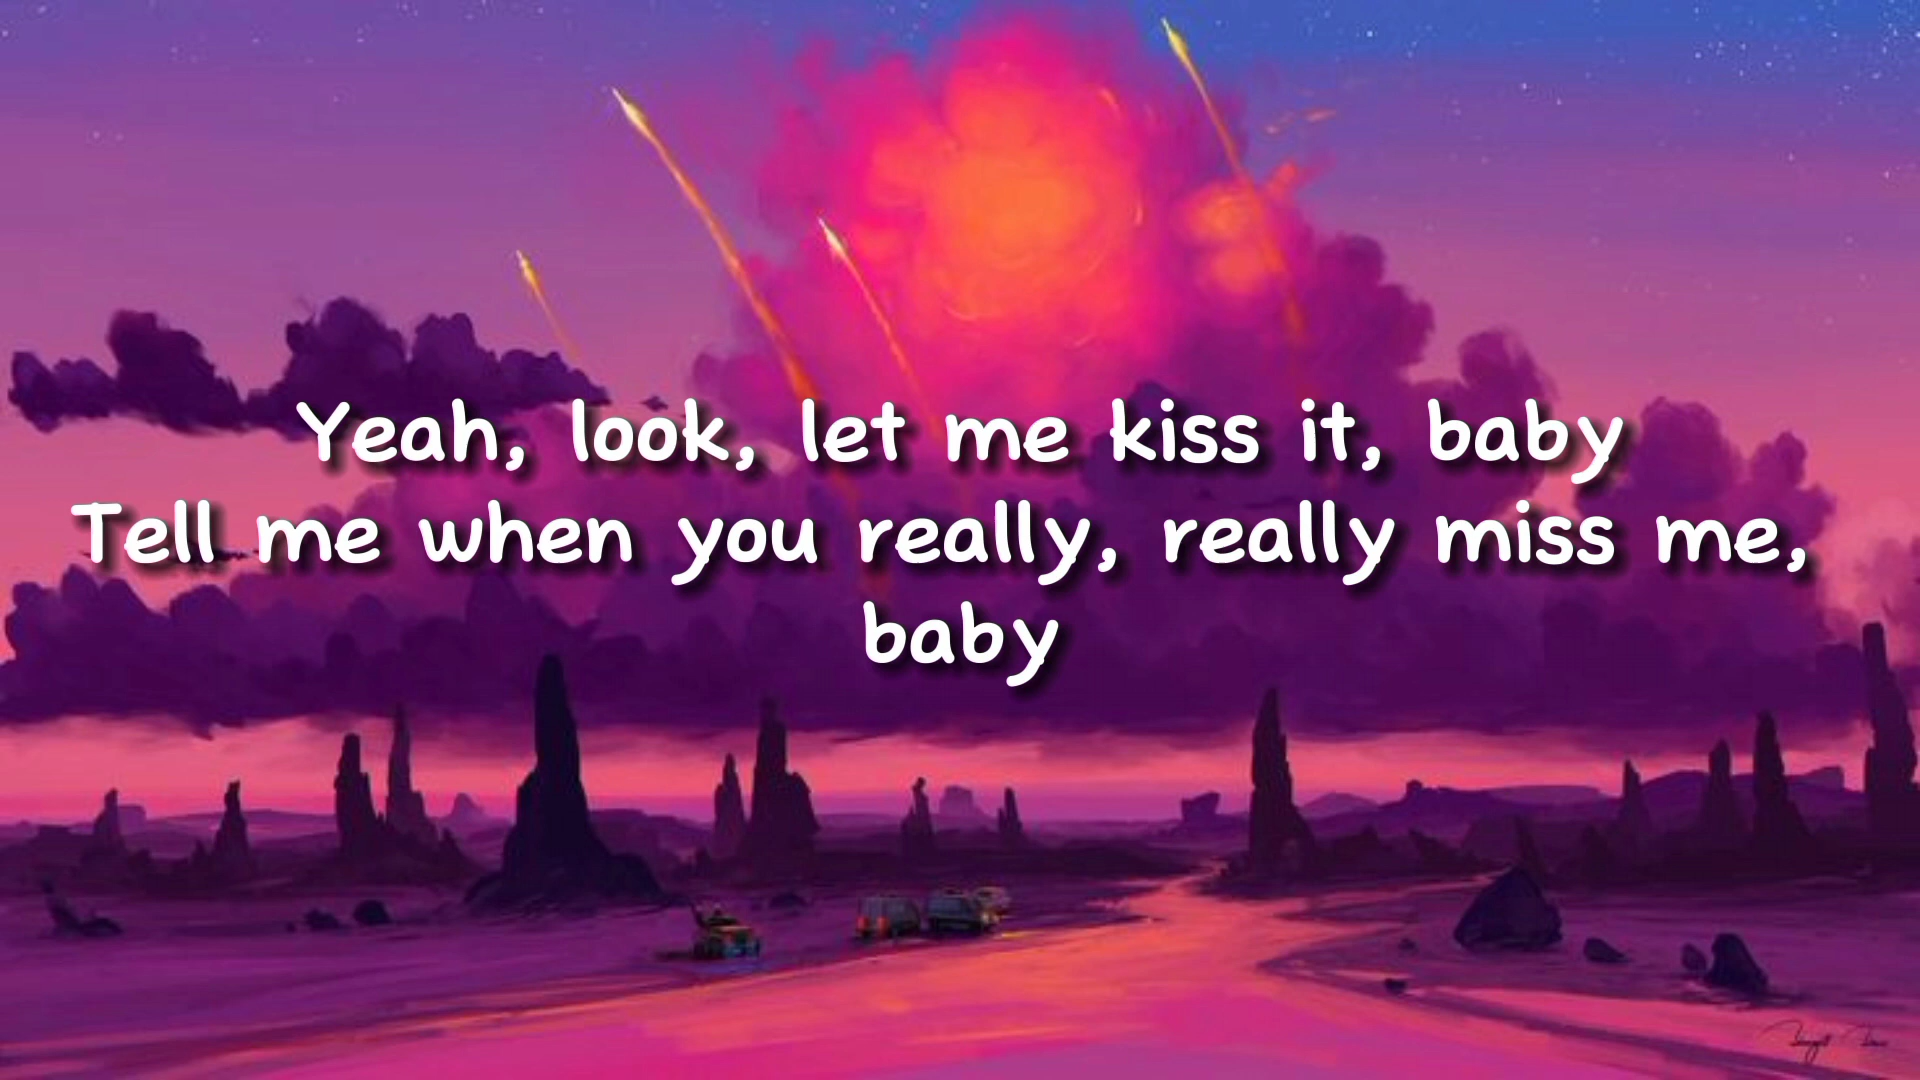 Yeah, look, let me kiss it, baby
Tell me when you really, really miss me,
baby